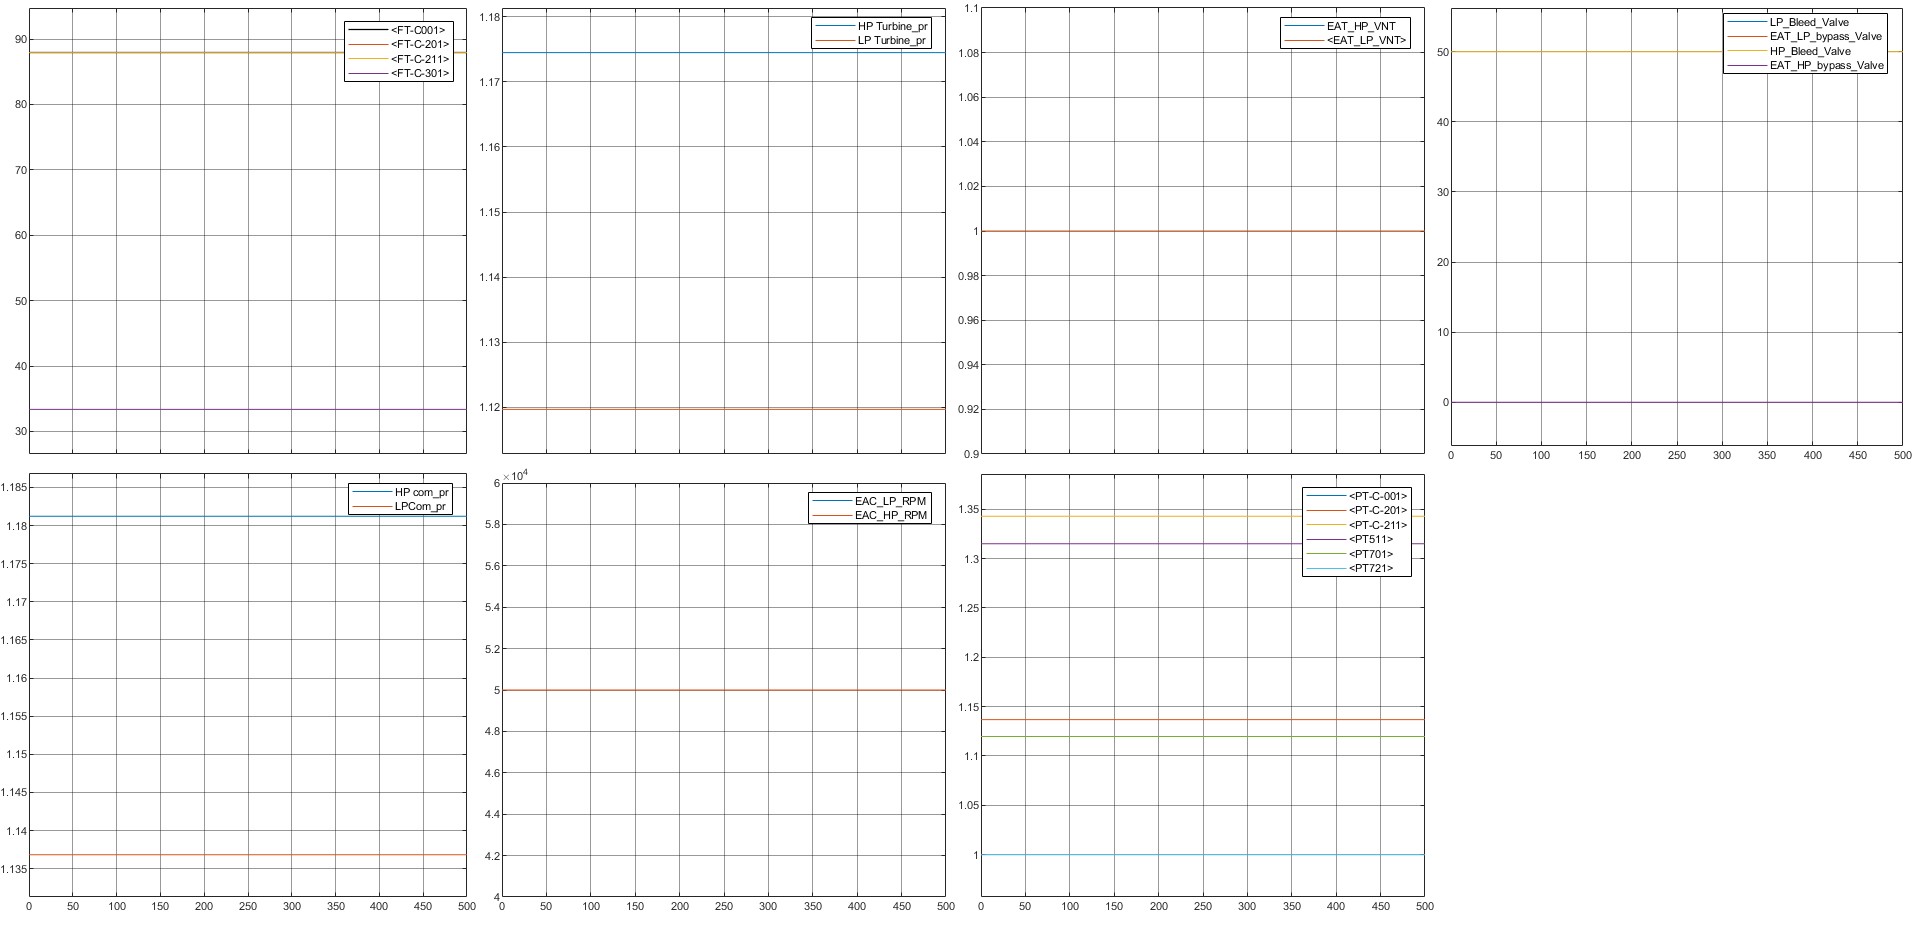 90
80
70
60
50
40
30
<FT-C001>
<FT-C-201>
<FT-C-211>
<FT-C-301>
1.18
1.17
1.16
1.15
1.14
1.13
1.12
HP Turbine_pr
LP Turbine_pr
1.1
1.08
1.06
1.04
1.02
1
0.98
0.96
0.94
0.92
0.9
EAT_HP_VNT
<EAT_LP_VNT>
50
40
30
20
10
0
LP_Bleed_Valve
EAT_LP_bypass_Valve
HP_Bleed_Valve
EAT_HP_bypass_Valve
0 50 100 150 200 250 300 350 400 450 500
1.185
1.18
1.175
1.17
1.165
1.16
1.155
1.15
1.145
1.14
1.135
HP com_pr
LPCom_pr
0 50 100 150 200 250 300 350 400 450 500
×10⁴
6
5.8
5.6
5.4
5.2
5
4.8
4.6
4.4
4.2
4
EAC_LP_RPM
EAC_HP_RPM
0 50 100 150 200 250 300 350 400 450 500
1.35
1.3
1.25
1.2
1.15
1.1
1.05
1
<PT-C-001>
<PT-C-201>
<PT-C-211>
<PT511>
<PT701>
<PT721>
0 50 100 150 200 250 300 350 400 450 500